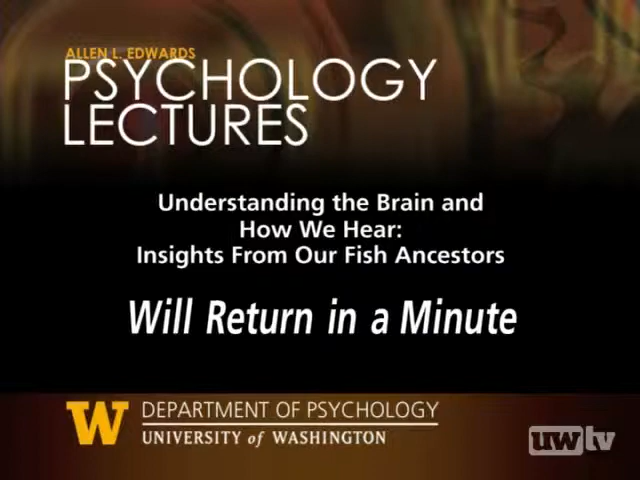 ALLEN L. EDWARDS
PSYCHOLOGY
LECTURES
Understanding the Brain and
How We Hear:
Insights From Our Fish Ancestors
Will Return in a Minute
W
DEPARTMENT OF PSYCHOLOGY
UNIVERSITY of WASHINGTON
uwtv